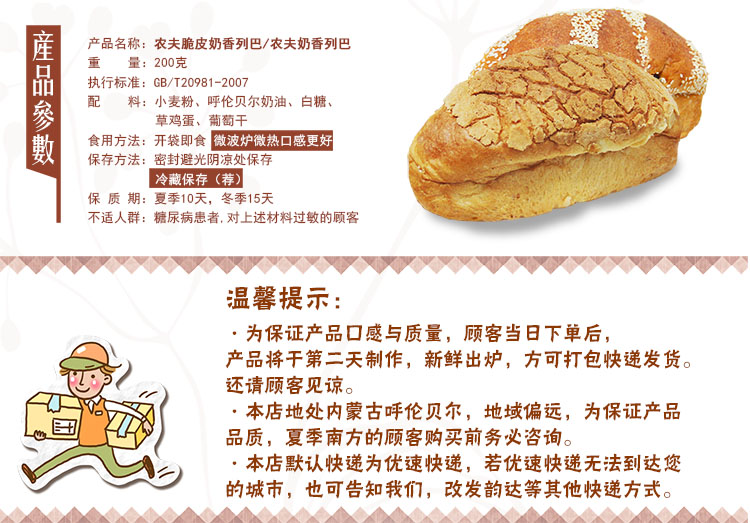 産品參數
产品名称：农夫脆皮奶香列巴/农夫奶香列巴
重　　量：200克
执行标准：GB/T20981-2007
配　　料：小麦粉、呼伦贝尔奶油、白糖、
草鸡蛋、葡萄干
食用方法：开袋即食 微波炉微热口感更好
保存方法：密封避光阴凉处保存
冷藏保存（荐）
保 质 期：夏季10天，冬季15天
不适人群：糖尿病患者,对上述材料过敏的顾客
温馨提示：
·为保证产品口感与质量，顾客当日下单后，
产品将于第二天制作，新鲜出炉，方可打包快递发货。
还请顾客见谅。
·本店地处内蒙古呼伦贝尔，地域偏远，为保证产品
品质，夏季南方的顾客购买前务必咨询。
·本店默认快递为优速快递，若优速快递无法到达您
的城市，也可告知我们，改发韵达等其他快递方式。